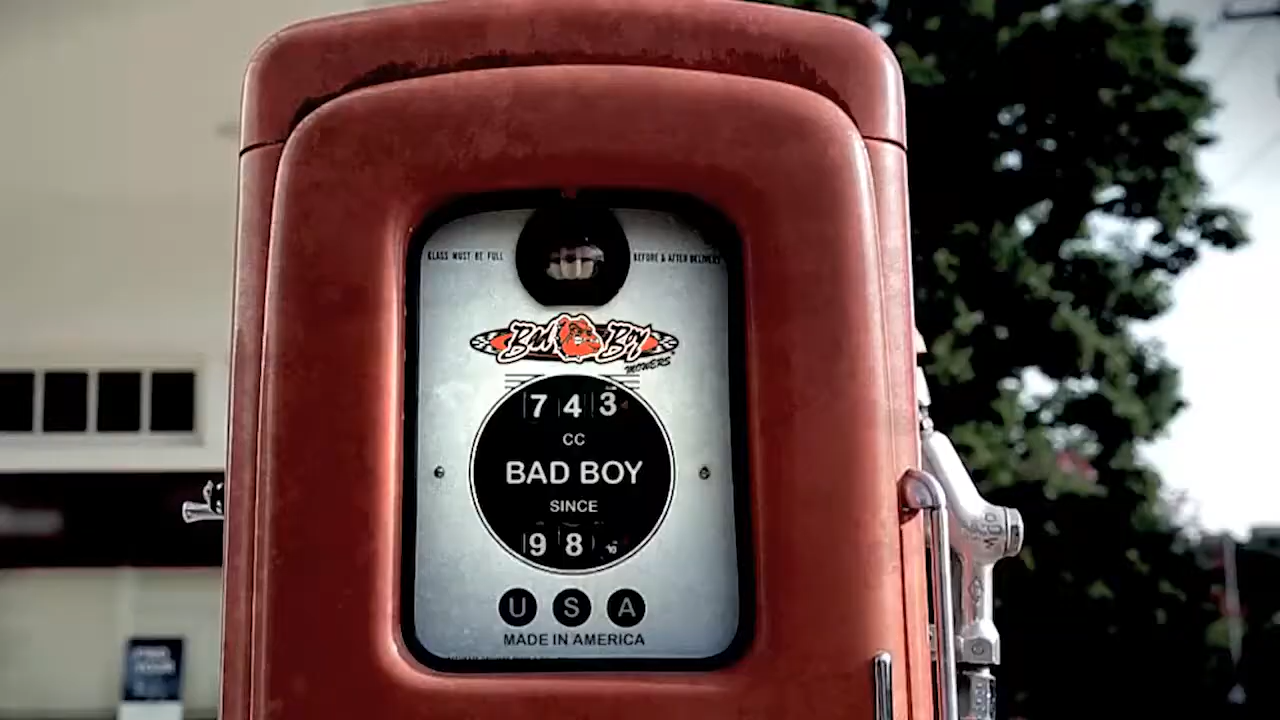 GLASS MUST BE FULL BEFORE & AFTER DELIVERY
Bad Boy
MOWERS
743
CC
BAD BOY
SINCE
98
USA
MADE IN AMERICA